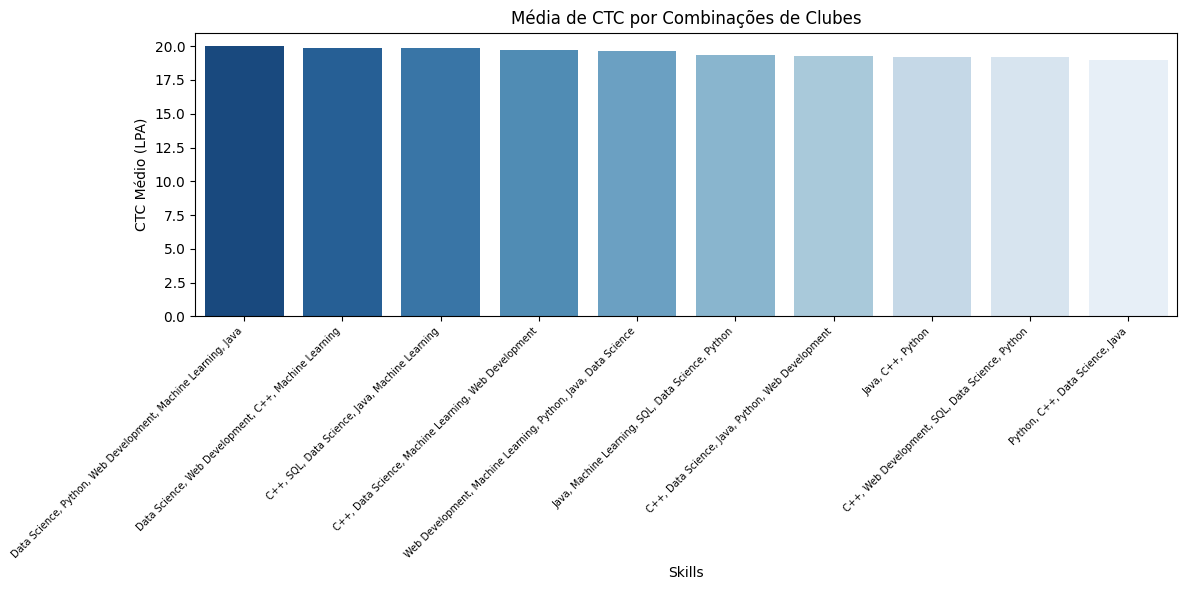 Média de CTC por Combinações de Clubes
CTC Médio (LPA)
20.0
17.5
15.0
12.5
10.0
7.5
5.0
2.5
0.0
Data Science, Python, Web Development, Machine Learning, Java
Data Science, Web Development, C++, Machine Learning
C++, SQL, Data Science, Java, Machine Learning
C++, Data Science, Machine Learning, Web Development
Web Development, Machine Learning, Python, Java, Data Science
Java, Machine Learning, SQL, Data Science, Python
C++, Data Science, Java, Python, Web Development
Java, C++, Python
C++, Web Development, SQL, Data Science, Python
Python, C++, Data Science, Java
Skills